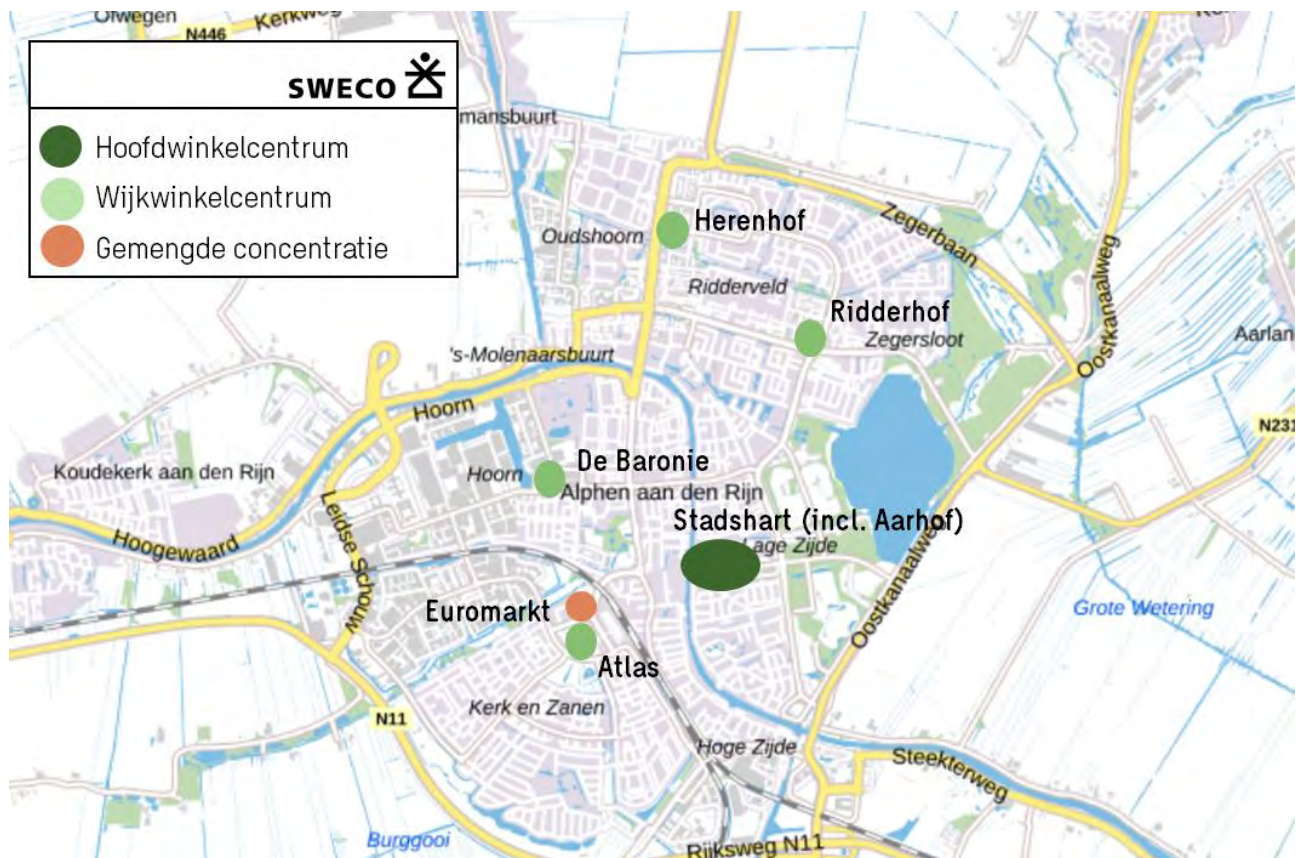 Ofwegen
N446
Kerkweg
SWECO
Hoofdwinkelcentrum
Wijkwinkelcentrum
Gemengde concentratie
mansbuurt
Herenhof
Oudshoorn
Zegerbaan
Ridderveld
Ridderhof
Zegersloot
Oostkanaalweg
Aarlan
's-Molenaarsbuurt
Hoorn
N231
De Baronie
Koudekerk aan den Rijn
Hoorn
Alphen aan den Rijn
Leidse Schouw
Stadshart (incl. Aarhof)
Hoogewaard
Lage Zijde
Oostkanaalweg
Euromarkt
Grote Wetering
Atlas
Kerk en Zanen
N11
Hoge Zijde
Steekterweg
Burggooi
Rijksweg N11